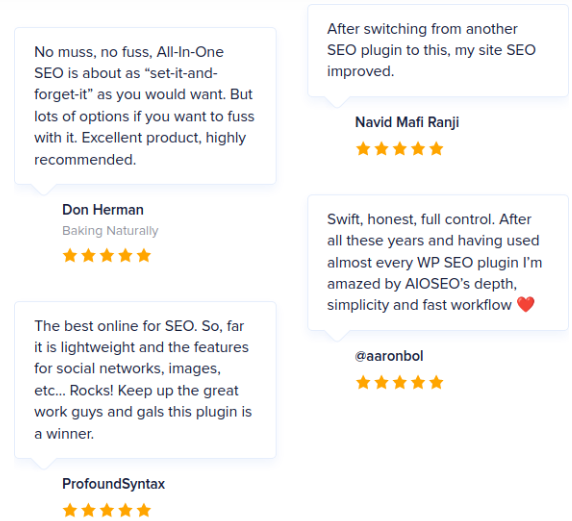 No muss, no fuss, All-In-One
SEO is about as “set-it-and-
forget-it” as you would want. But
lots of options if you want to fuss
with it. Excellent product, highly
recommended.
Don Herman
Baking Naturally
The best online for SEO. So, far
it is lightweight and the features
for social networks, images,
etc... Rocks! Keep up the great
work guys and gals this plugin is
a winner.
ProfoundSyntax
After switching from another
SEO plugin to this, my site SEO
improved.
Navid Mafi Ranji
Swift, honest, full control. After
all these years and having used
almost every WP SEO plugin I’m
amazed by AIOSEO’s depth,
simplicity and fast workflow ❤️
@aaronbol